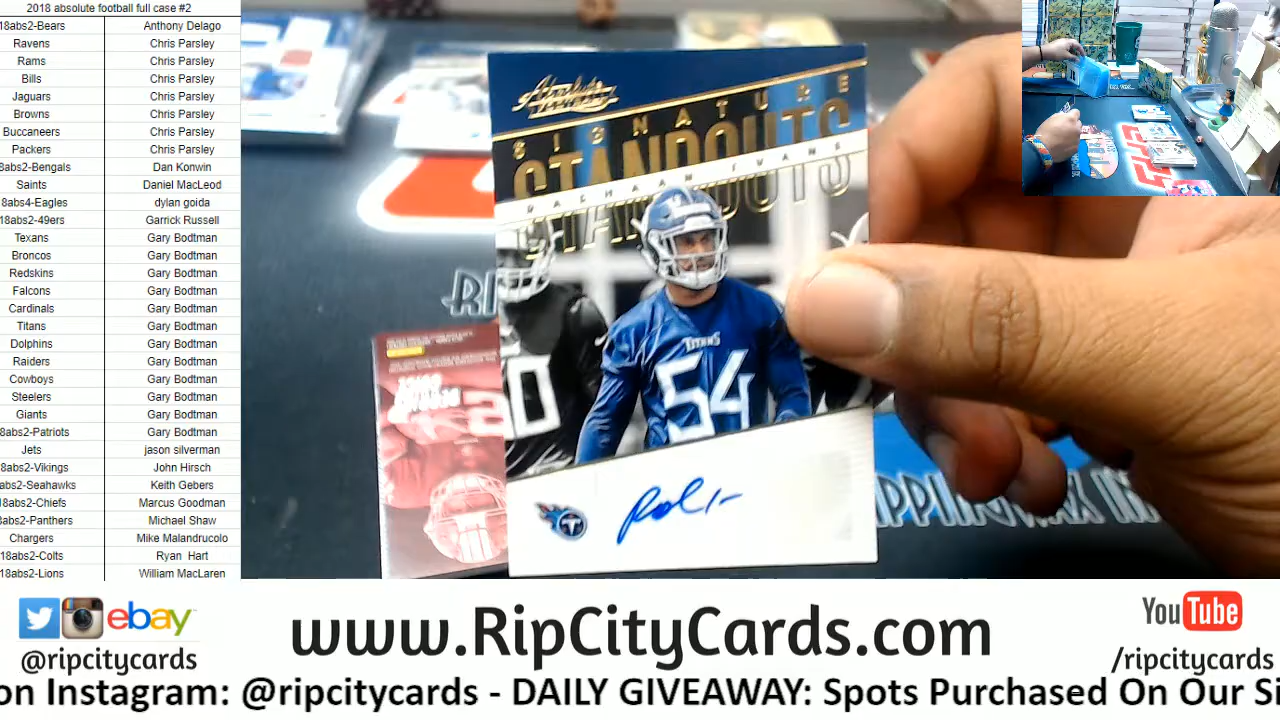 2018 absolute football full case #2
18abs2-Bears Anthony Delago
Ravens Chris Parsley
Rams Chris Parsley
Bills Chris Parsley
Jaguars Chris Parsley
Browns Chris Parsley
Buccaneers Chris Parsley
Packers Chris Parsley
8abs2-Bengals Dan Konwin
Saints Daniel MacLeod
8abs4-Eagles dylan goida
18abs2-49ers Garrick Russell
Texans Gary Bodtman
Broncos Gary Bodtman
Redskins Gary Bodtman
Falcons Gary Bodtman
Cardinals Gary Bodtman
Titans Gary Bodtman
Dolphins Gary Bodtman
Raiders Gary Bodtman
Cowboys Gary Bodtman
Steelers Gary Bodtman
Giants Gary Bodtman
8abs2-Patriots Gary Bodtman
Jets jason silverman
8abs2-Vikings John Hirsch
abs2-Seahawks Keith Gebers
8abs2-Chiefs Marcus Goodman
8abs2-Panthers Michael Shaw
Chargers Mike Malandrucolo
18abs2-Colts Ryan Hart
18abs2-Lions William MacLaren
Absolute
SIGNATURE
STANDOUTS
RASHAAN EVANS
TITANS
54
50
T
RI
ebay
@ripcitycards
www.RipCityCards.com
YouTube
/ripcitycards
on Instagram: @ripcitycards - DAILY GIVEAWAY: Spots Purchased On Our Si